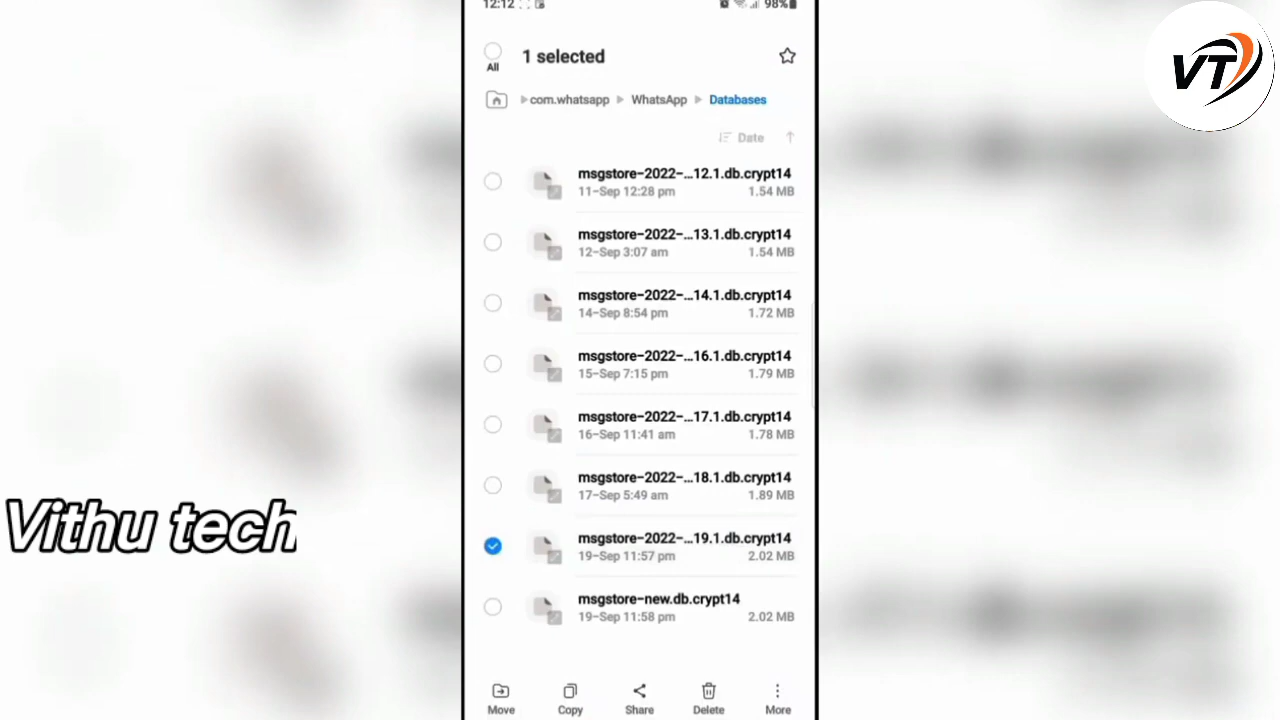 12:12
98%
VT
All
1 selected
com.whatsapp
WhatsApp
Databases
Date
msgstore-2022-...12.1.db.crypt14
11-Sep 12:28 pm
1.54 MB
msgstore-2022-...13.1.db.crypt14
12-Sep 3:07 am
1.54 MB
msgstore-2022-...14.1.db.crypt14
14-Sep 8:54 pm
1.72 MB
msgstore-2022-...16.1.db.crypt14
15-Sep 7:15 pm
1.79 MB
msgstore-2022-...17.1.db.crypt14
16-Sep 11:41 am
1.78 MB
msgstore-2022-...18.1.db.crypt14
17-Sep 5:49 am
1.89 MB
msgstore-2022-...19.1.db.crypt14
19-Sep 11:57 pm
2.02 MB
msgstore-new.db.crypt14
19-Sep 11:58 pm
2.02 MB
Vithu tech
Move
Copy
Share
Delete
More